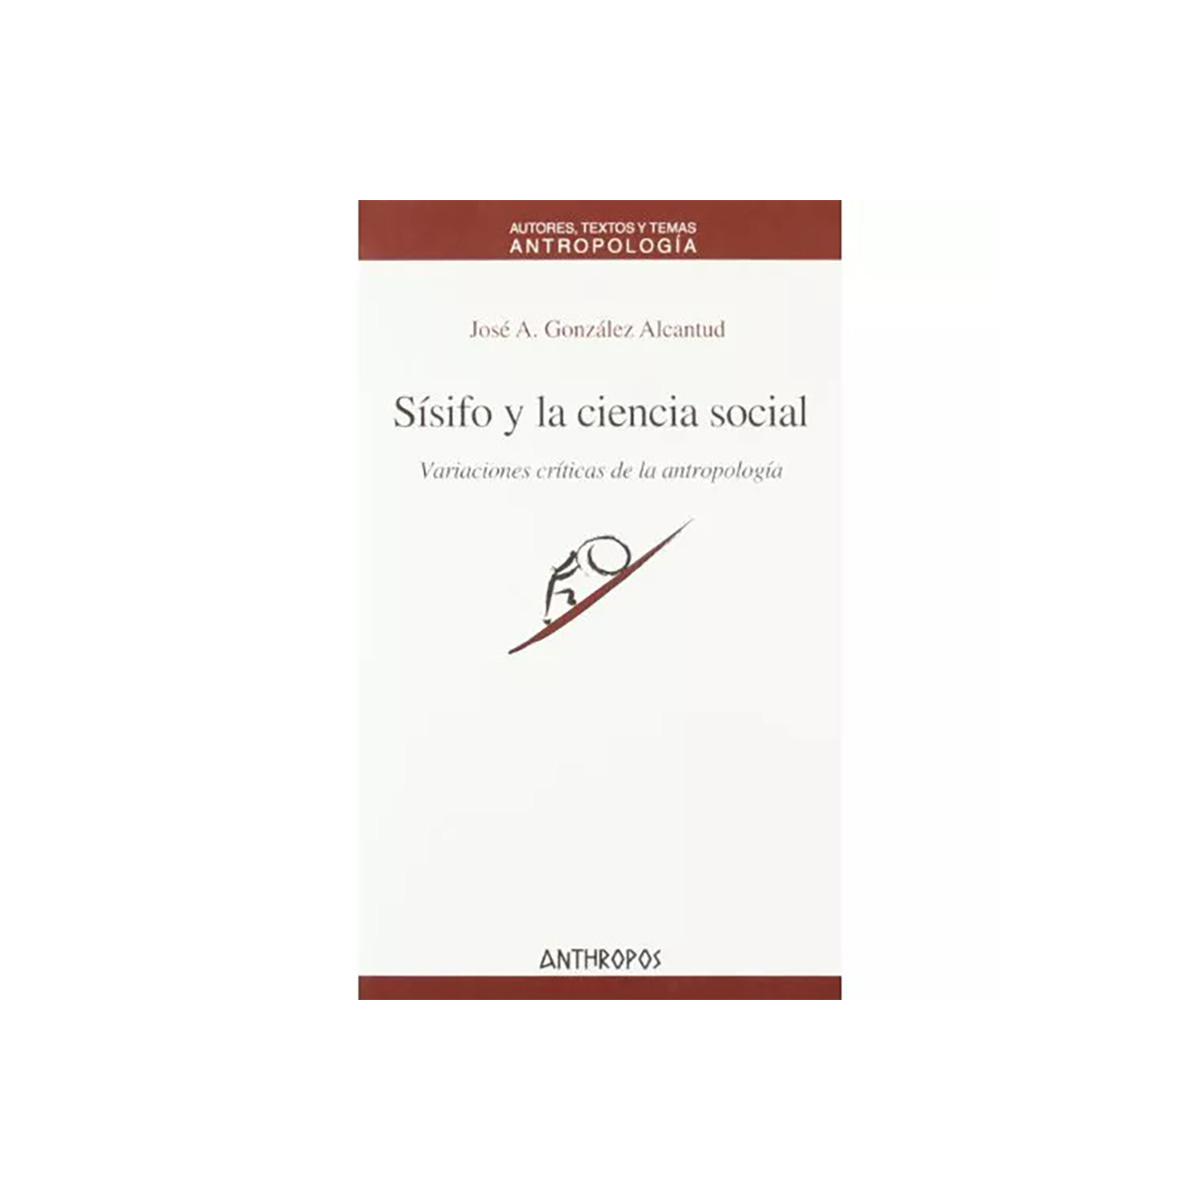 AUTORES, TEXTOS Y TEMAS
ANTROPOLOGÍA
José A. González Alcantud
Sísifo y la ciencia social
Variaciones críticas de la antropología
ANTHROPOS